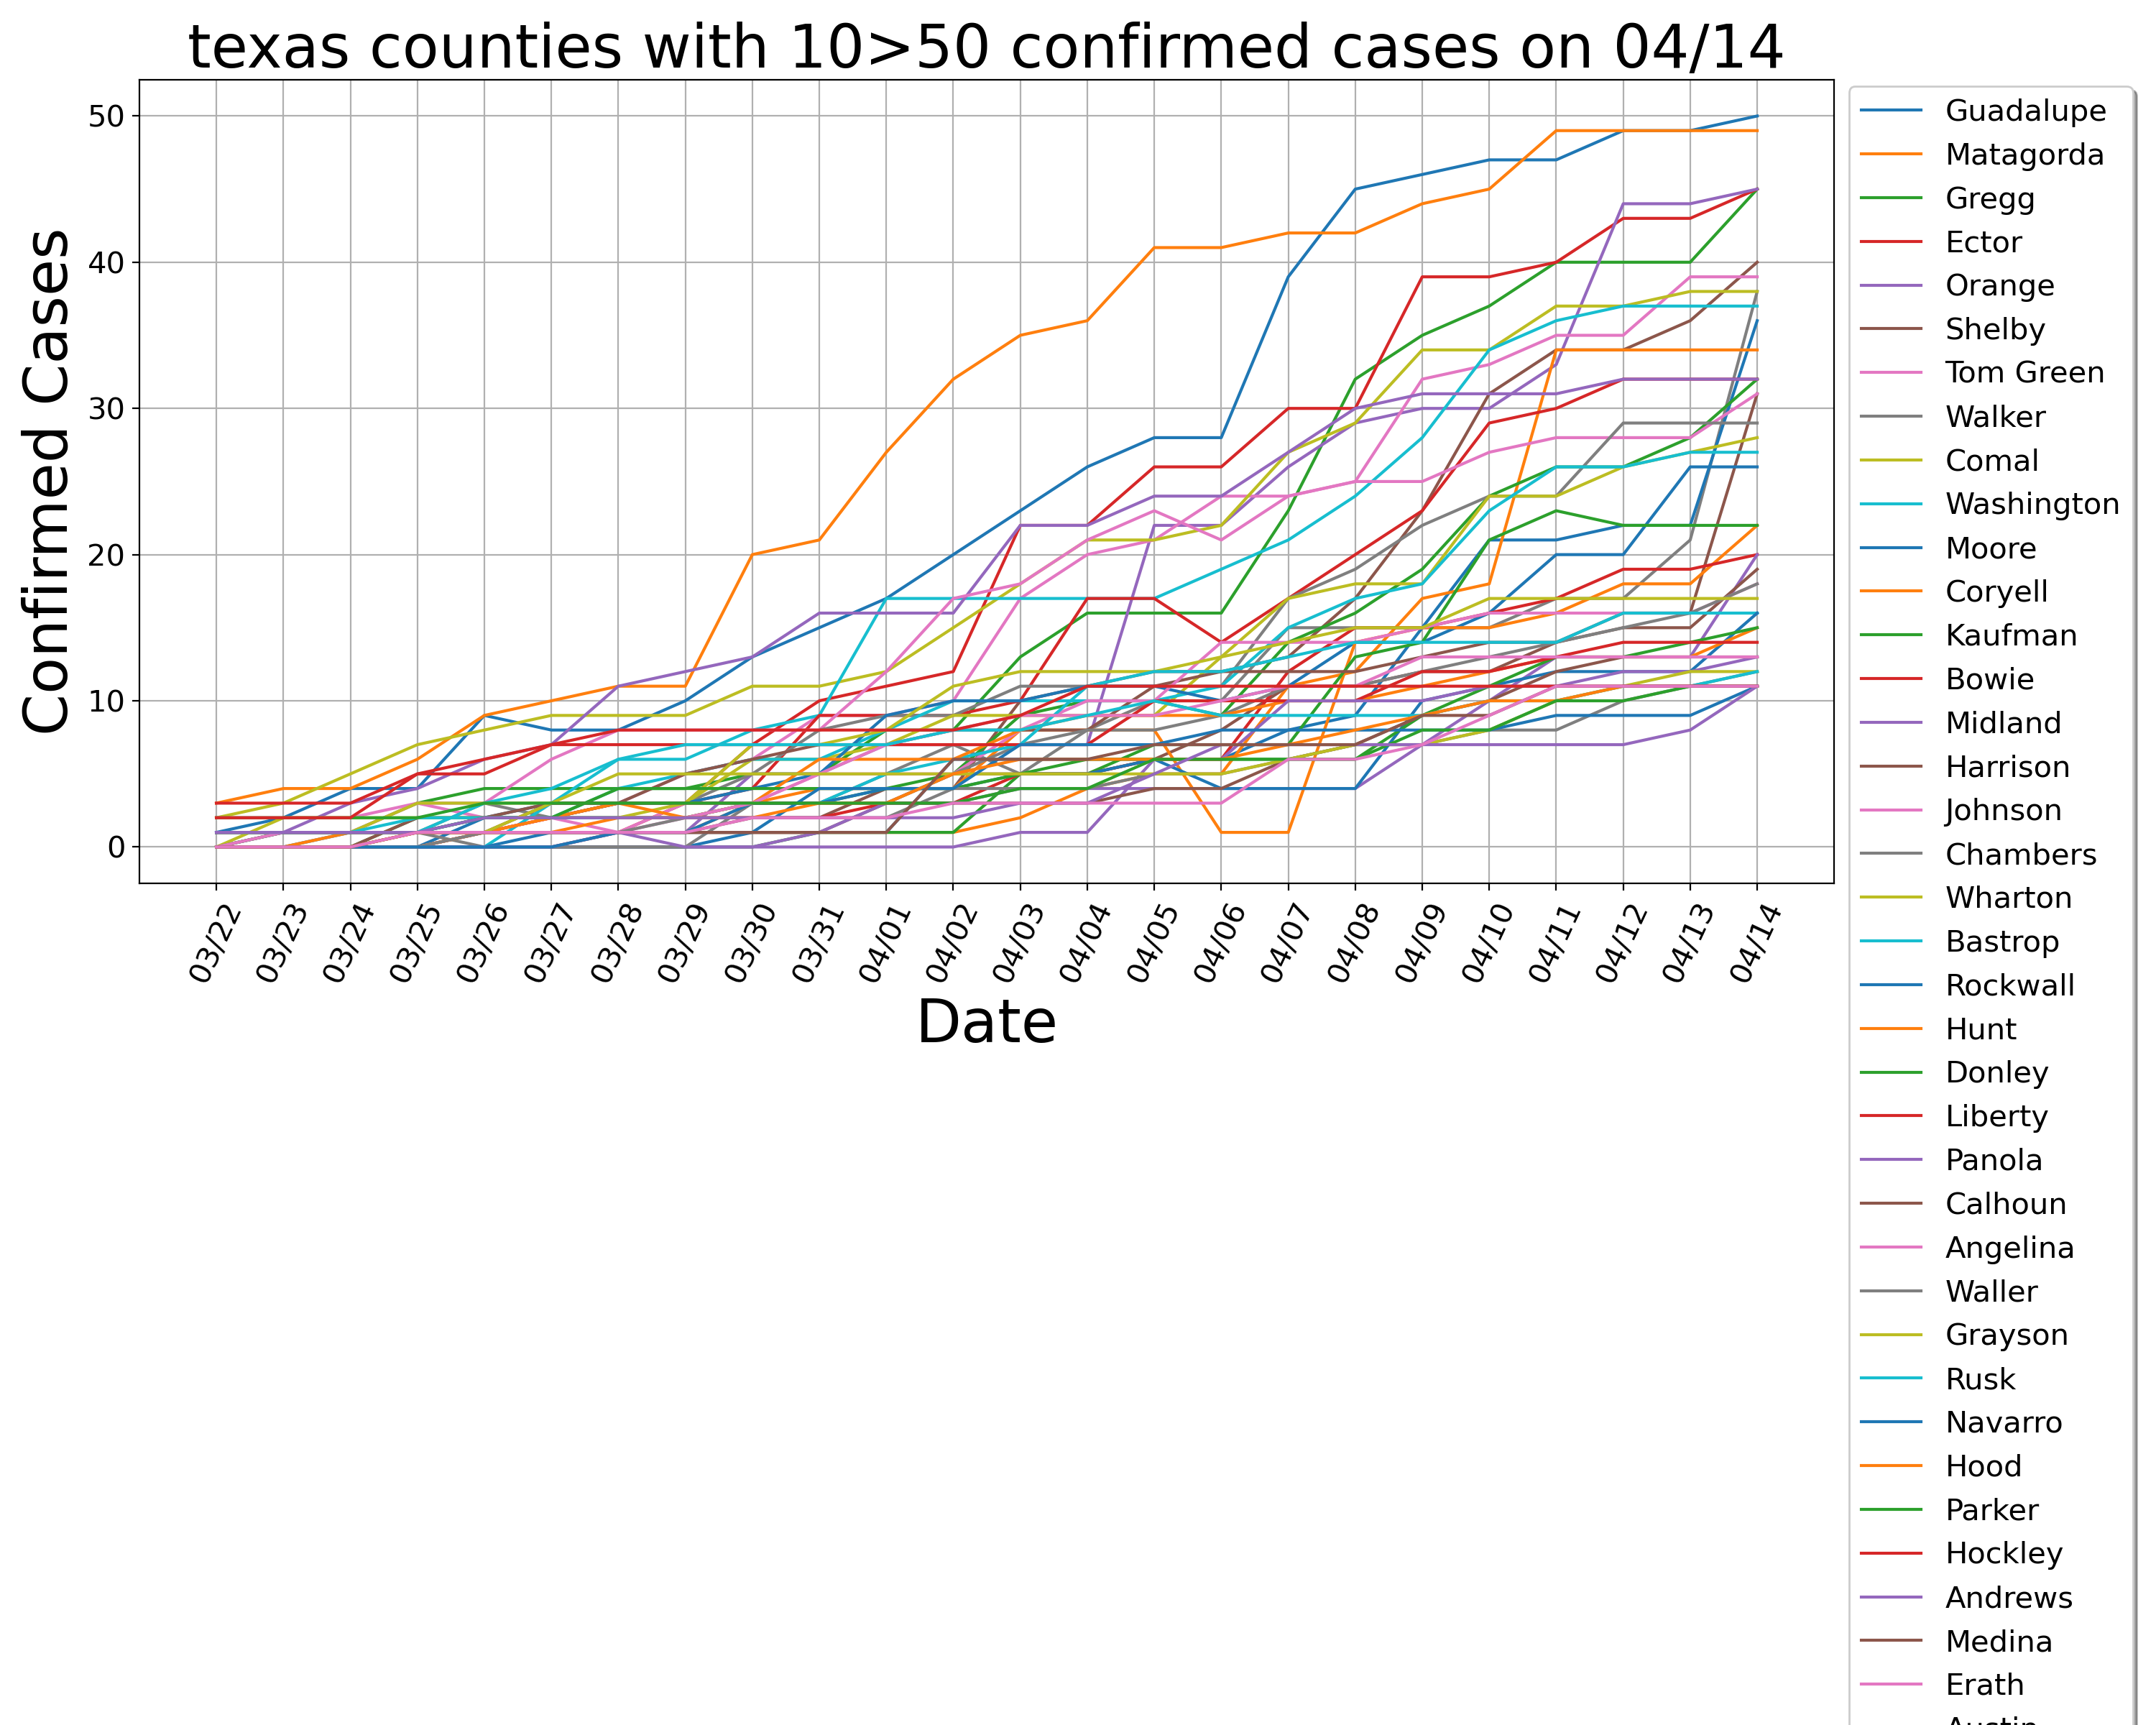 texas counties with 10>50 confirmed cases on 04/14
Confirmed Cases
50
40
30
20
10
0
03/22
03/23
03/24
03/25
03/26
03/27
03/28
03/29
03/30
03/31
04/01
04/02
04/03
04/04
04/05
04/06
04/07
04/08
04/09
04/10
04/11
04/12
04/13
04/14
Date
Guadalupe
Matagorda
Gregg
Ector
Orange
Shelby
Tom Green
Walker
Comal
Washington
Moore
Coryell
Kaufman
Bowie
Midland
Harrison
Johnson
Chambers
Wharton
Bastrop
Rockwall
Hunt
Donley
Liberty
Panola
Calhoun
Angelina
Waller
Grayson
Rusk
Navarro
Hood
Parker
Hockley
Andrews
Medina
Erath
Austin